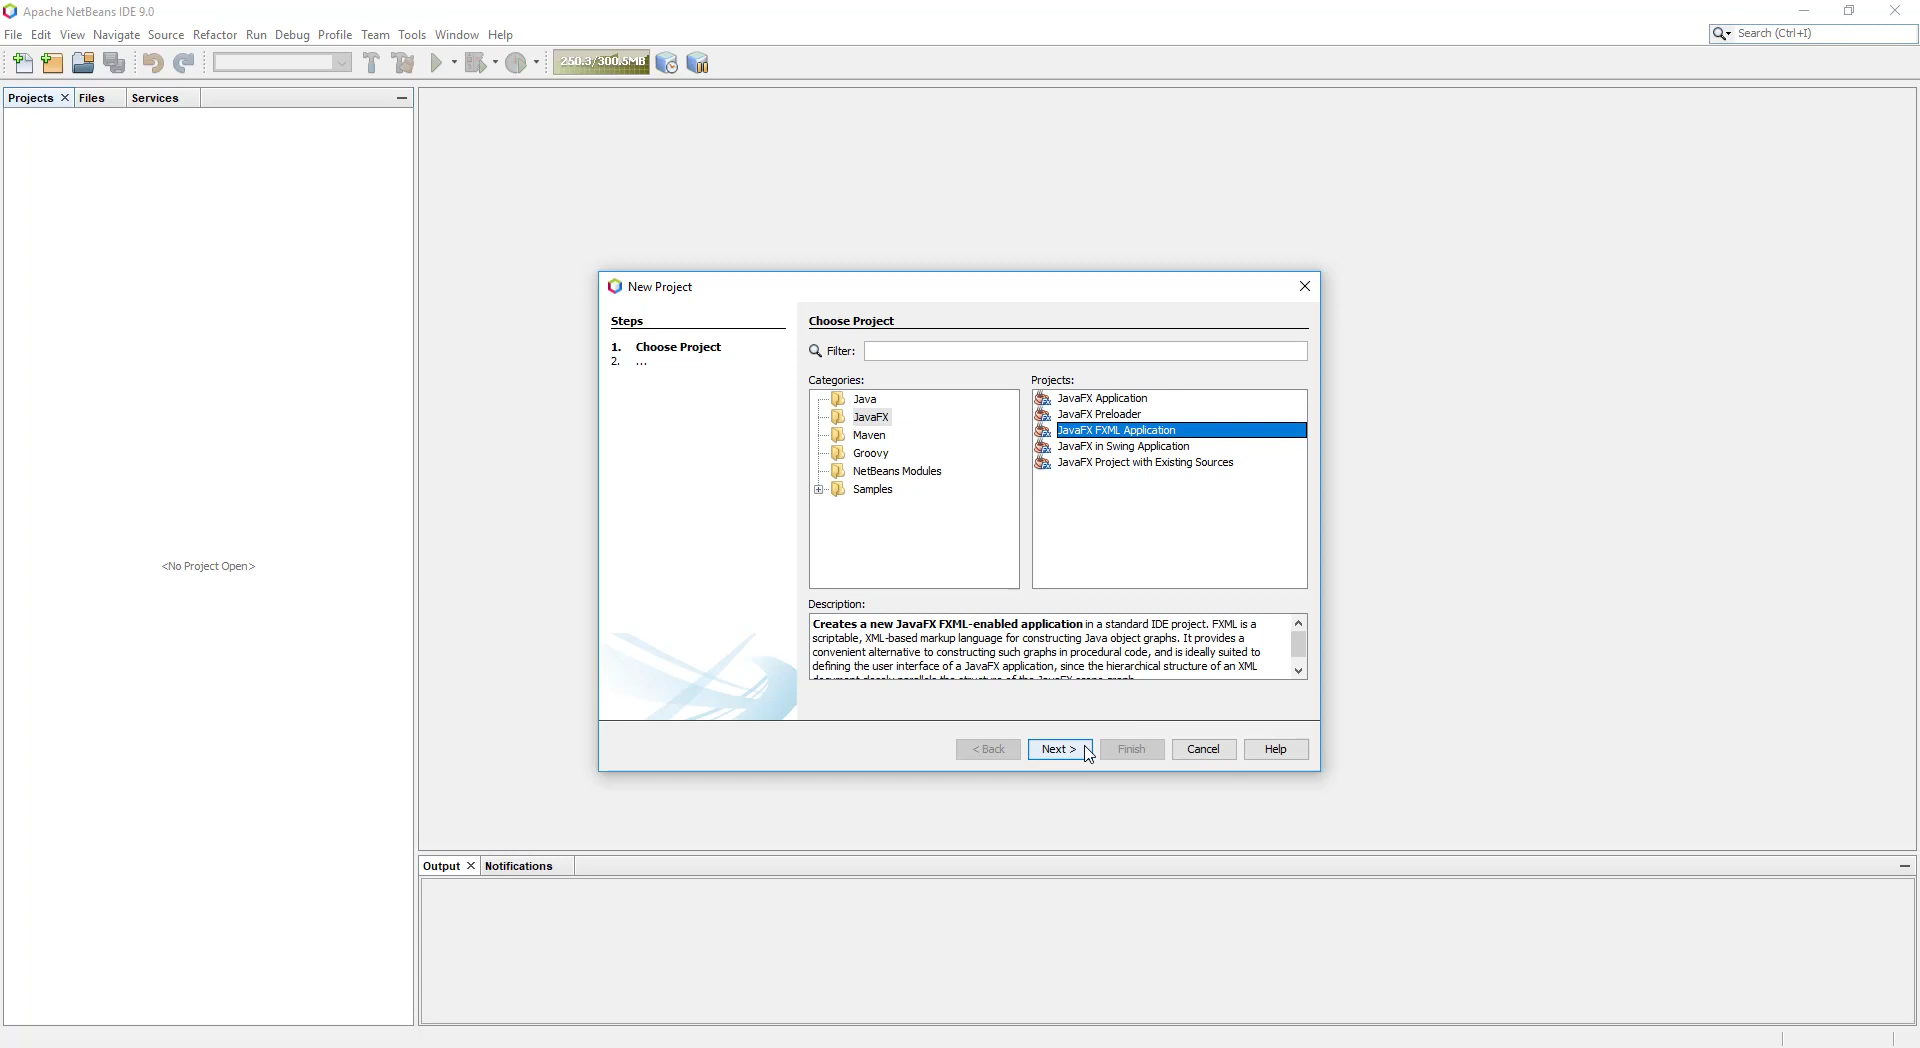 Apache NetBeans IDE 9.0
File Edit View Navigate Source Refactor Run Debug Profile Team Tools Window Help
Search (Ctrl+I)
250.3/300.5MB
Projects Files Services
<No Project Open>
New Project
Steps
1. Choose Project
2. ...
Choose Project
Filter:
Categories:
Java
JavaFX
Maven
Groovy
NetBeans Modules
Samples
Projects:
JavaFX Application
JavaFX Preloader
JavaFX FXML Application
JavaFX in Swing Application
JavaFX Project with Existing Sources
Description:
Creates a new JavaFX FXML-enabled application in a standard IDE project. FXML is a
scriptable, XML-based markup language for constructing Java object graphs. It provides a
convenient alternative to constructing such graphs in procedural code, and is ideally suited to
defining the user interface of a JavaFX application, since the hierarchical structure of an XML
< Back Next > Finish Cancel Help
Output Notifications